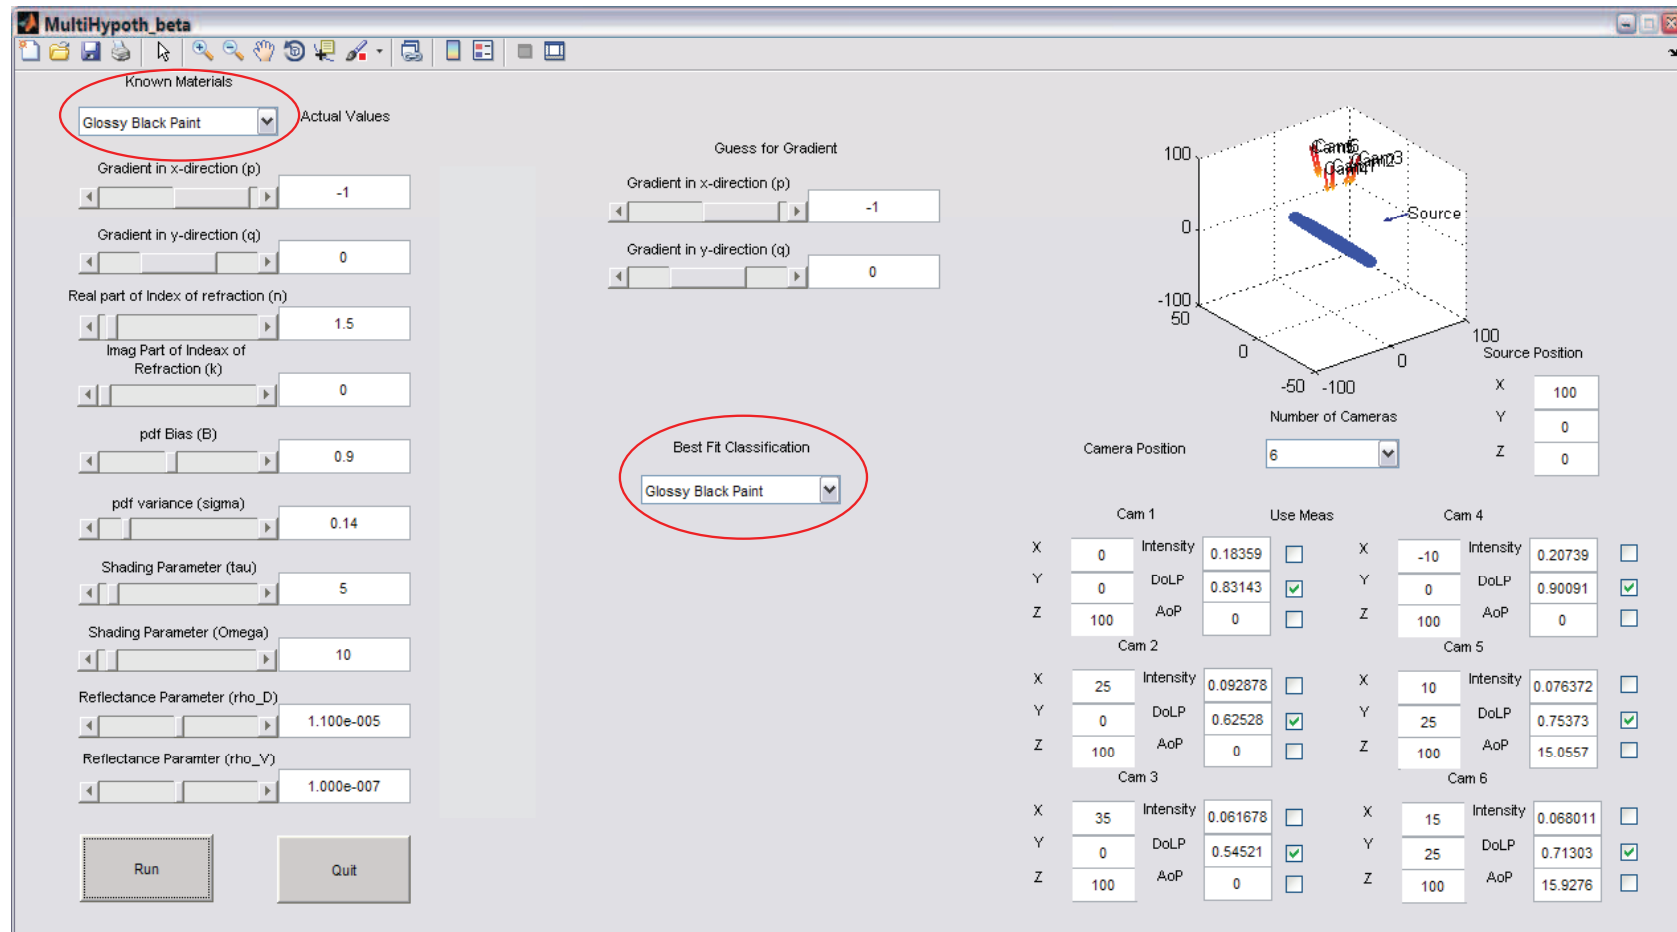 MultiHypoth_beta
Known Materials
Glossy Black Paint
Actual Values
Gradient in x-direction (p)
-1
Gradient in y-direction (q)
0
Real part of Index of refraction (n)
1.5
Imag Part of Indeax of
Refraction (k)
0
pdf Bias (B)
0.9
pdf variance (sigma)
0.14
Shading Parameter (tau)
5
Shading Parameter (Omega)
10
Reflectance Parameter (rho_D)
1.100e-005
Reflectance Paramter (rho_V)
1.000e-007
Run
Quit
Guess for Gradient
Gradient in x-direction (p)
-1
Gradient in y-direction (q)
0
Best Fit Classification
Glossy Black Paint
100
0
-100
50
0
-50
-100
0
100
Cam3
Source
Source Position
X 100
Y 0
Z 0
Number of Cameras
Camera Position
6
Cam 1
Use Meas
X 0 Intensity 0.18359
Y 0 DoLP 0.83143
Z 100 AoP 0
Cam 2
X 25 Intensity 0.092878
Y 0 DoLP 0.62528
Z 100 AoP 0
Cam 3
X 35 Intensity 0.061678
Y 0 DoLP 0.54521
Z 100 AoP 0
Cam 4
X -10 Intensity 0.20739
Y 0 DoLP 0.90091
Z 100 AoP 0
Cam 5
X 10 Intensity 0.076372
Y 25 DoLP 0.75373
Z 100 AoP 15.0557
Cam 6
X 15 Intensity 0.068011
Y 25 DoLP 0.71303
Z 100 AoP 15.9276